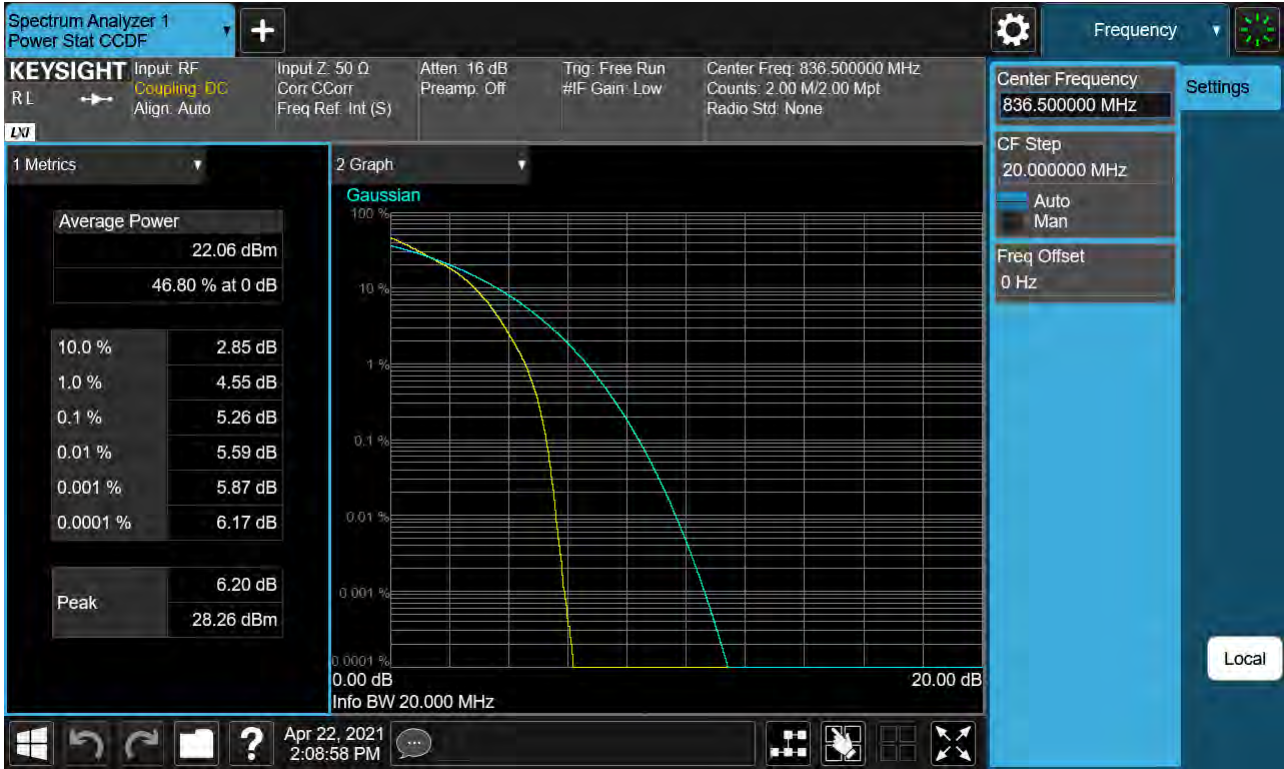 Spectrum Analyzer 1
Power Stat CCDF
+
Frequency
KEYSIGHT
RL
LXI
Input: RF
Coupling: DC
Align: Auto
Input Z: 50 Ω
Corr CCorr
Freq Ref: Int (S)
Atten: 16 dB
Preamp: Off
Trig: Free Run
#IF Gain: Low
Center Freq: 836.500000 MHz
Counts: 2.00 M/2.00 Mpt
Radio Std: None
Center Frequency
836.500000 MHz
Settings
CF Step
20.000000 MHz
Auto
Man
Freq Offset
0 Hz
Local
1 Metrics
Average Power
22.06 dBm
46.80 % at 0 dB
10.0 % 2.85 dB
1.0 % 4.55 dB
0.1 % 5.26 dB
0.01 % 5.59 dB
0.001 % 5.87 dB
0.0001 % 6.17 dB
Peak
6.20 dB
28.26 dBm
2 Graph
Gaussian
100 %
10 %
1 %
0.1 %
0.01 %
0.001 %
0.0001 %
0.00 dB 20.00 dB
Info BW 20.000 MHz
?
Apr 22, 2021
2:08:58 PM